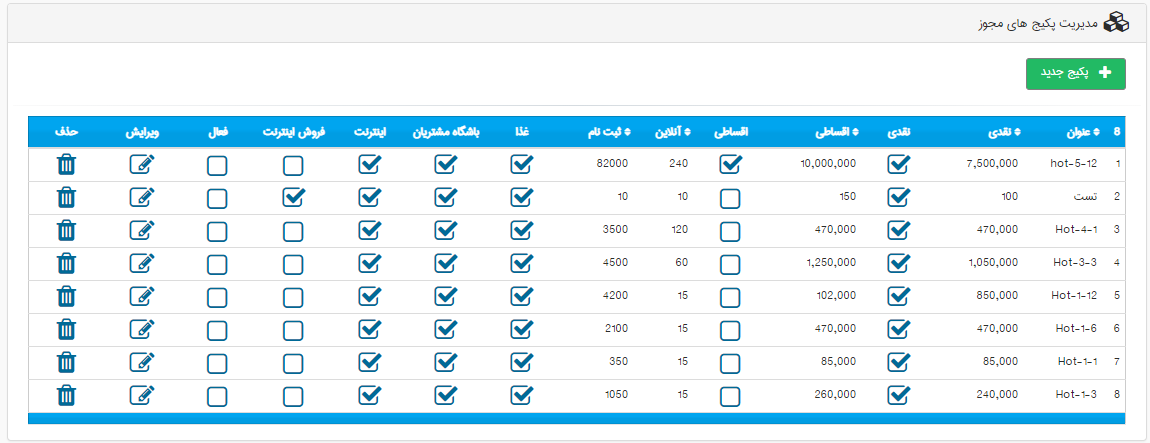 مدیریت پکیج های مجوز
پکیج جدید
8 عنوان نقدی نقدی اقساطی اقساطی آنلاین ثبت نام غذا باشگاه مشتریان اینترنت فروش اینترنت فعال ویرایش حذف
1 hot-5-12 7,500,000 10,000,000 240 82000
2 تست 100 150 10 10
3 Hot-4-1 470,000 470,000 120 3500
4 Hot-3-3 1,050,000 1,250,000 60 4500
5 Hot-1-12 850,000 102,000 15 4200
6 Hot-1-6 470,000 470,000 15 2100
7 Hot-1-1 85,000 85,000 15 350
8 Hot-1-3 240,000 260,000 15 1050